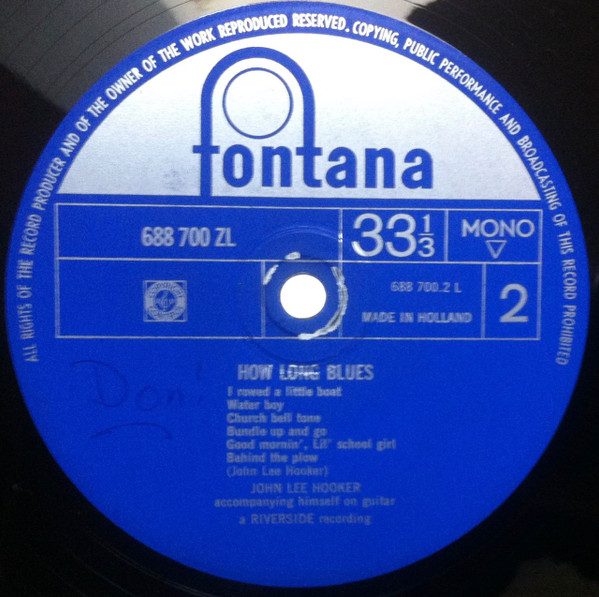 ALL RIGHTS OF THE RECORD PRODUCER AND OF THE OWNER OF THE WORK REPRODUCED RESERVED. COPYING, PUBLIC PERFORMANCE AND BROADCASTING OF THIS RECORD PROHIBITED
fontana
688 700 ZL
33 1/3
MONO
688 700.2 L
MADE IN HOLLAND
2
Don'
HOW LONG BLUES
I rowed a little boat
Water boy
Church bell tone
Bundle up and go
Good mornin', Lil' school girl
Behind the plow
(John Lee Hooker)
JOHN LEE HOOKER
accompanying himself on guitar
a RIVERSIDE recording